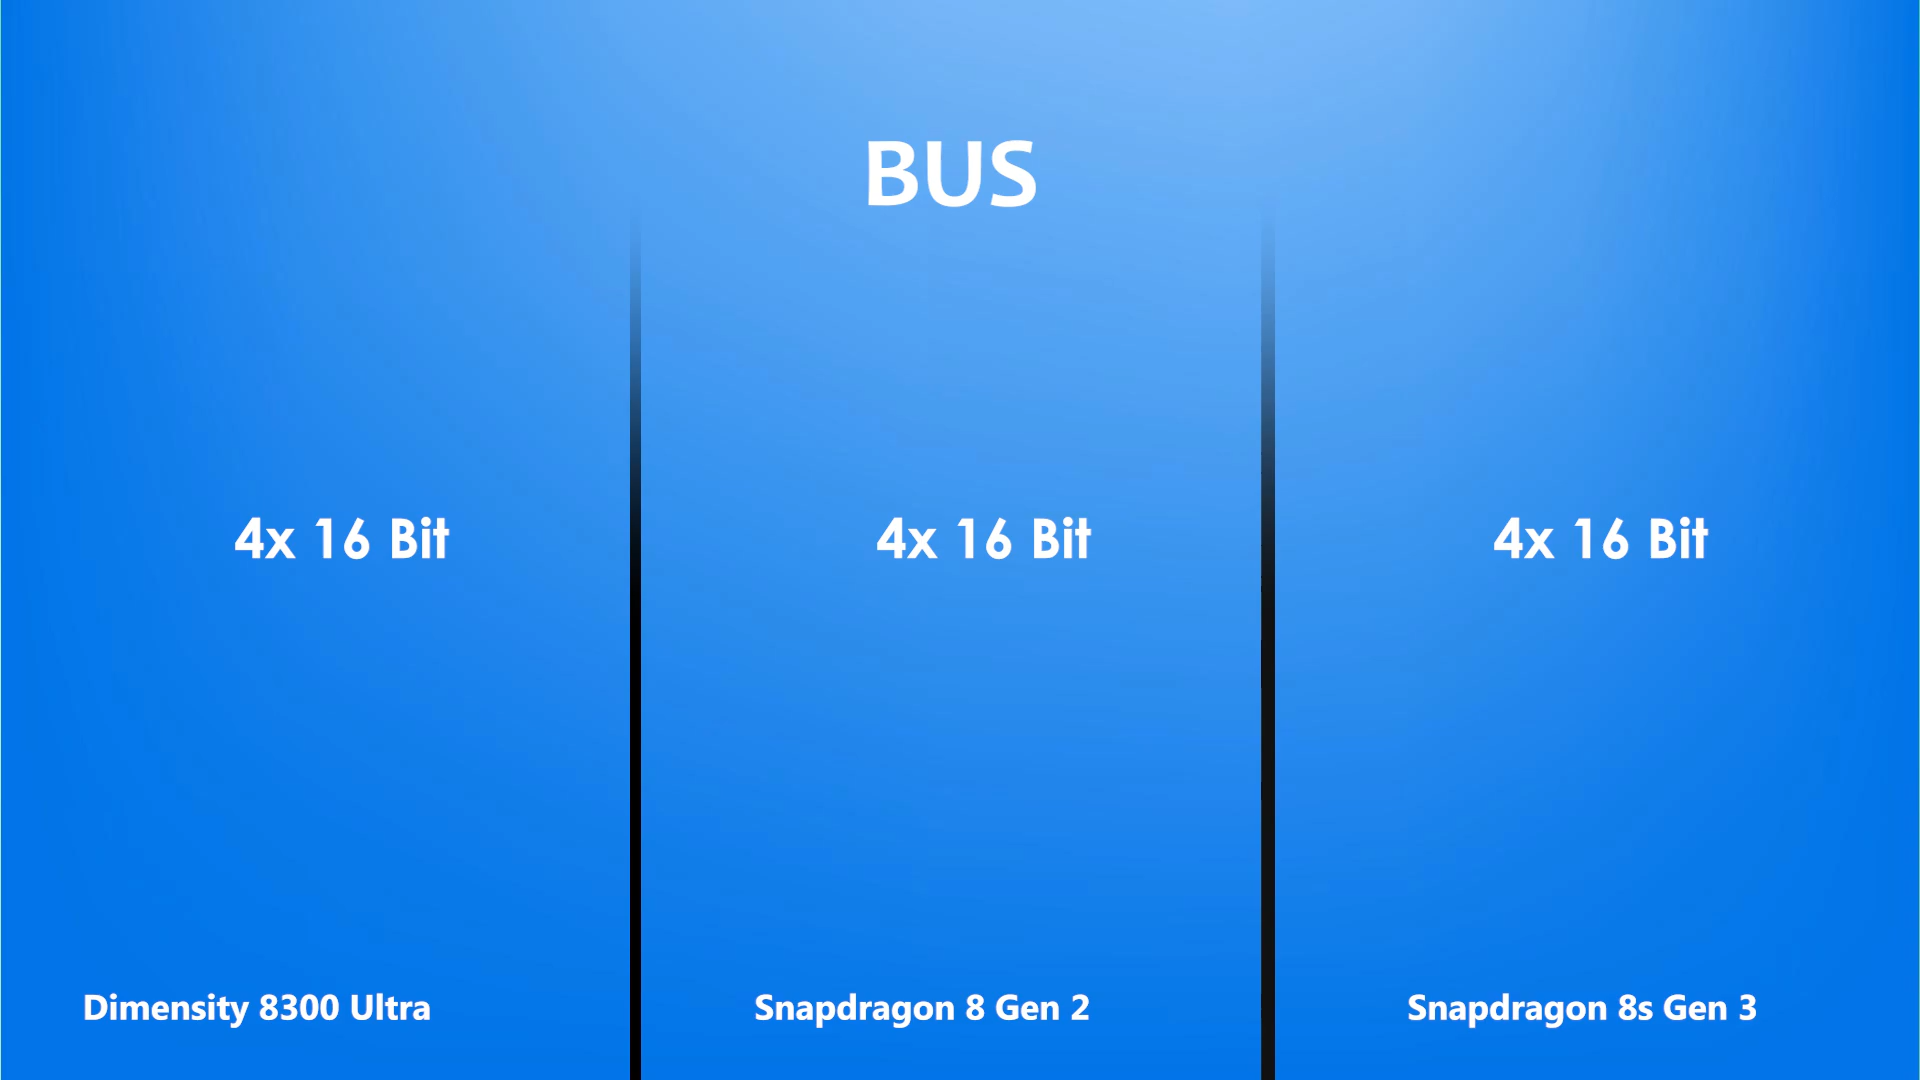 BUS
4x 16 Bit
4x 16 Bit
4x 16 Bit
Dimensity 8300 Ultra
Snapdragon 8 Gen 2
Snapdragon 8s Gen 3